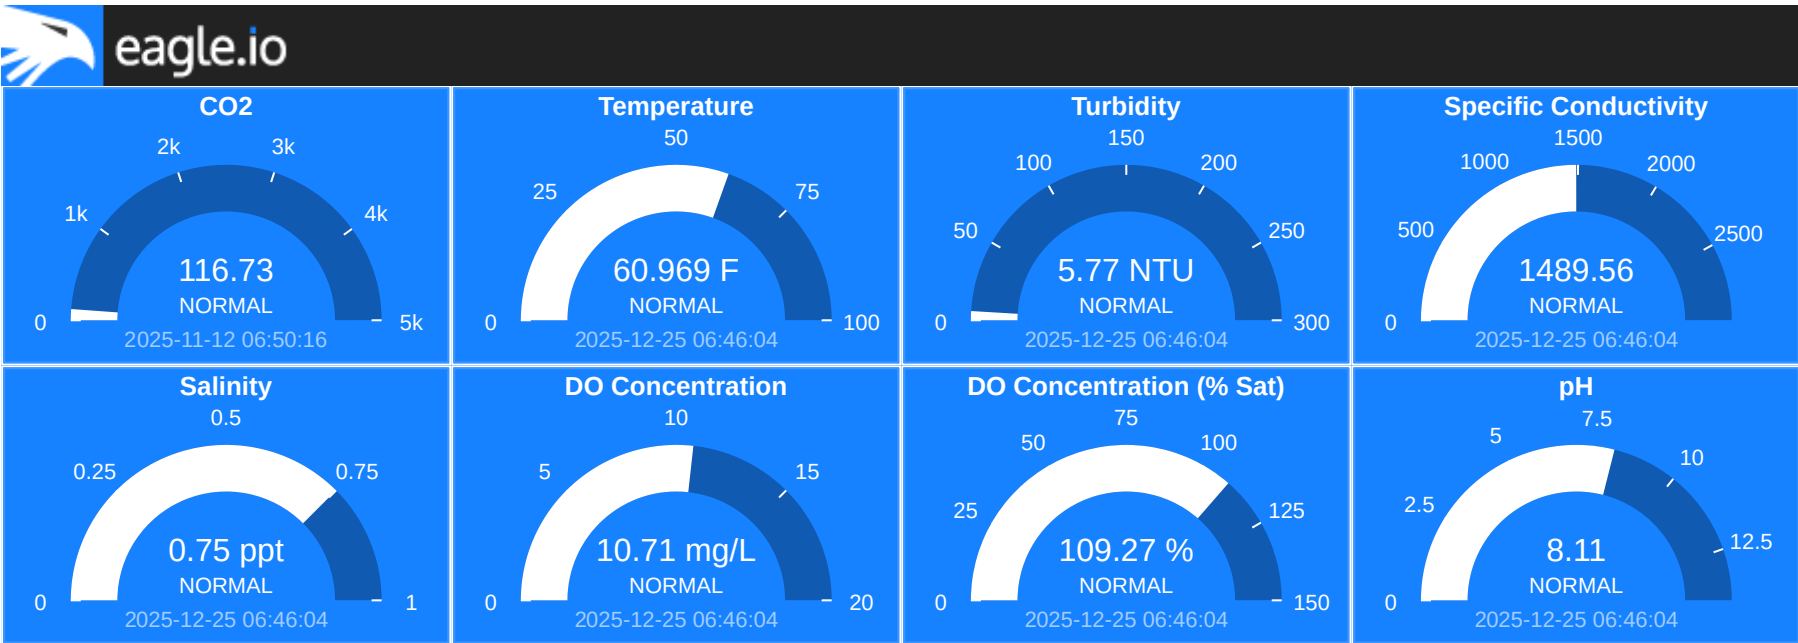 eagle.io
CO2
2k
3k
1k
4k
116.73
NORMAL
0
5k
2025-11-12 06:50:16
Temperature
50
25
75
60.969 F
NORMAL
0
100
2025-12-25 06:46:04
Turbidity
150
100
200
50
250
5.77 NTU
NORMAL
0
300
2025-12-25 06:46:04
Specific Conductivity
1500
1000
2000
500
2500
1489.56
NORMAL
0
2025-12-25 06:46:04
Salinity
0.5
0.25
0.75
0.75 ppt
NORMAL
0
1
2025-12-25 06:46:04
DO Concentration
10
5
15
10.71 mg/L
NORMAL
0
20
2025-12-25 06:46:04
DO Concentration (% Sat)
75
50
100
25
125
109.27 %
NORMAL
0
150
2025-12-25 06:46:04
pH
7.5
5
10
2.5
12.5
8.11
NORMAL
0
2025-12-25 06:46:04